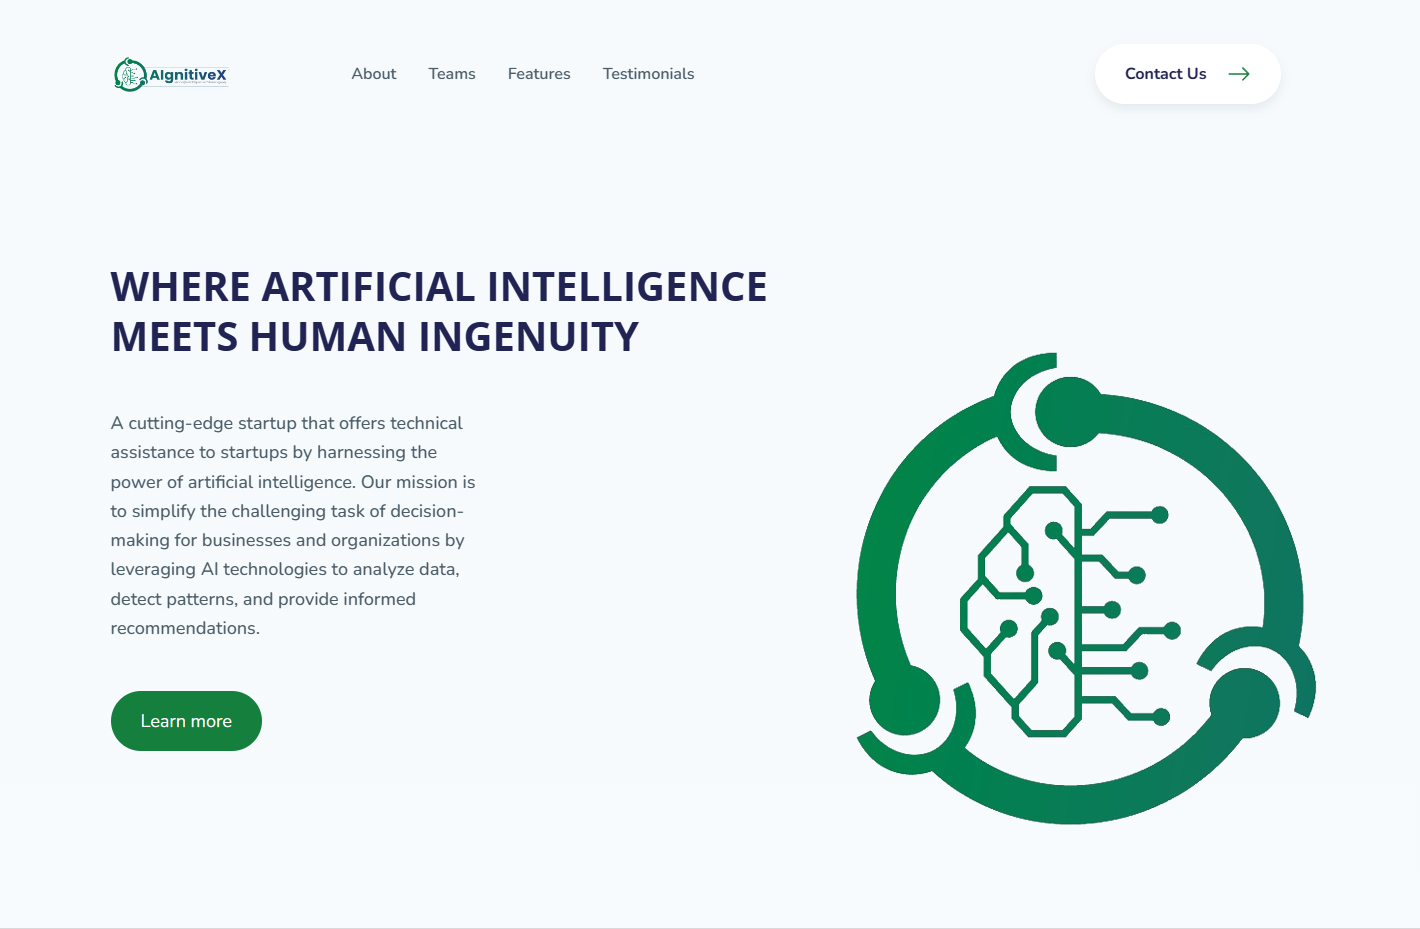 AIgnitiveX
About
Teams
Features
Testimonials
Contact Us
WHERE ARTIFICIAL INTELLIGENCE
MEETS HUMAN INGENUITY
A cutting-edge startup that offers technical
assistance to startups by harnessing the
power of artificial intelligence. Our mission is
to simplify the challenging task of decision-
making for businesses and organizations by
leveraging AI technologies to analyze data,
detect patterns, and provide informed
recommendations.
Learn more